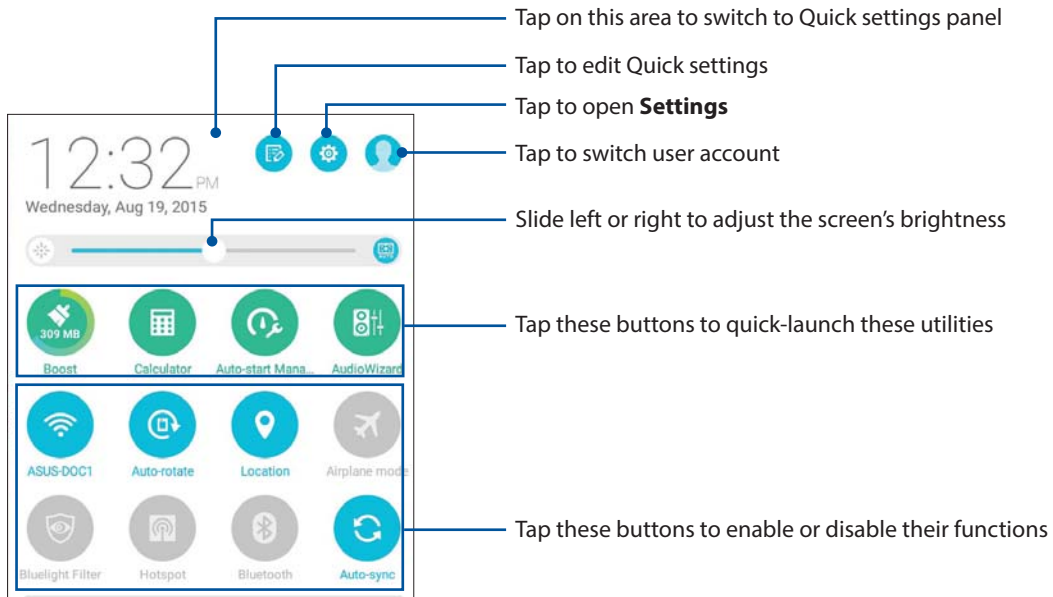 Tap on this area to switch to Quick settings panel
Tap to edit Quick settings
Tap to open Settings
12:32 PM
Tap to switch user account
Wednesday, Aug 19, 2015
Slide left or right to adjust the screen’s brightness
AUTO
309 MB
Tap these buttons to quick-launch these utilities
Boost Calculator Auto-start Mana... AudioWizard
ASUS-DOC1 Auto-rotate Location Airplane mode
Tap these buttons to enable or disable their functions
Bluelight Filter Hotspot Bluetooth Auto-sync